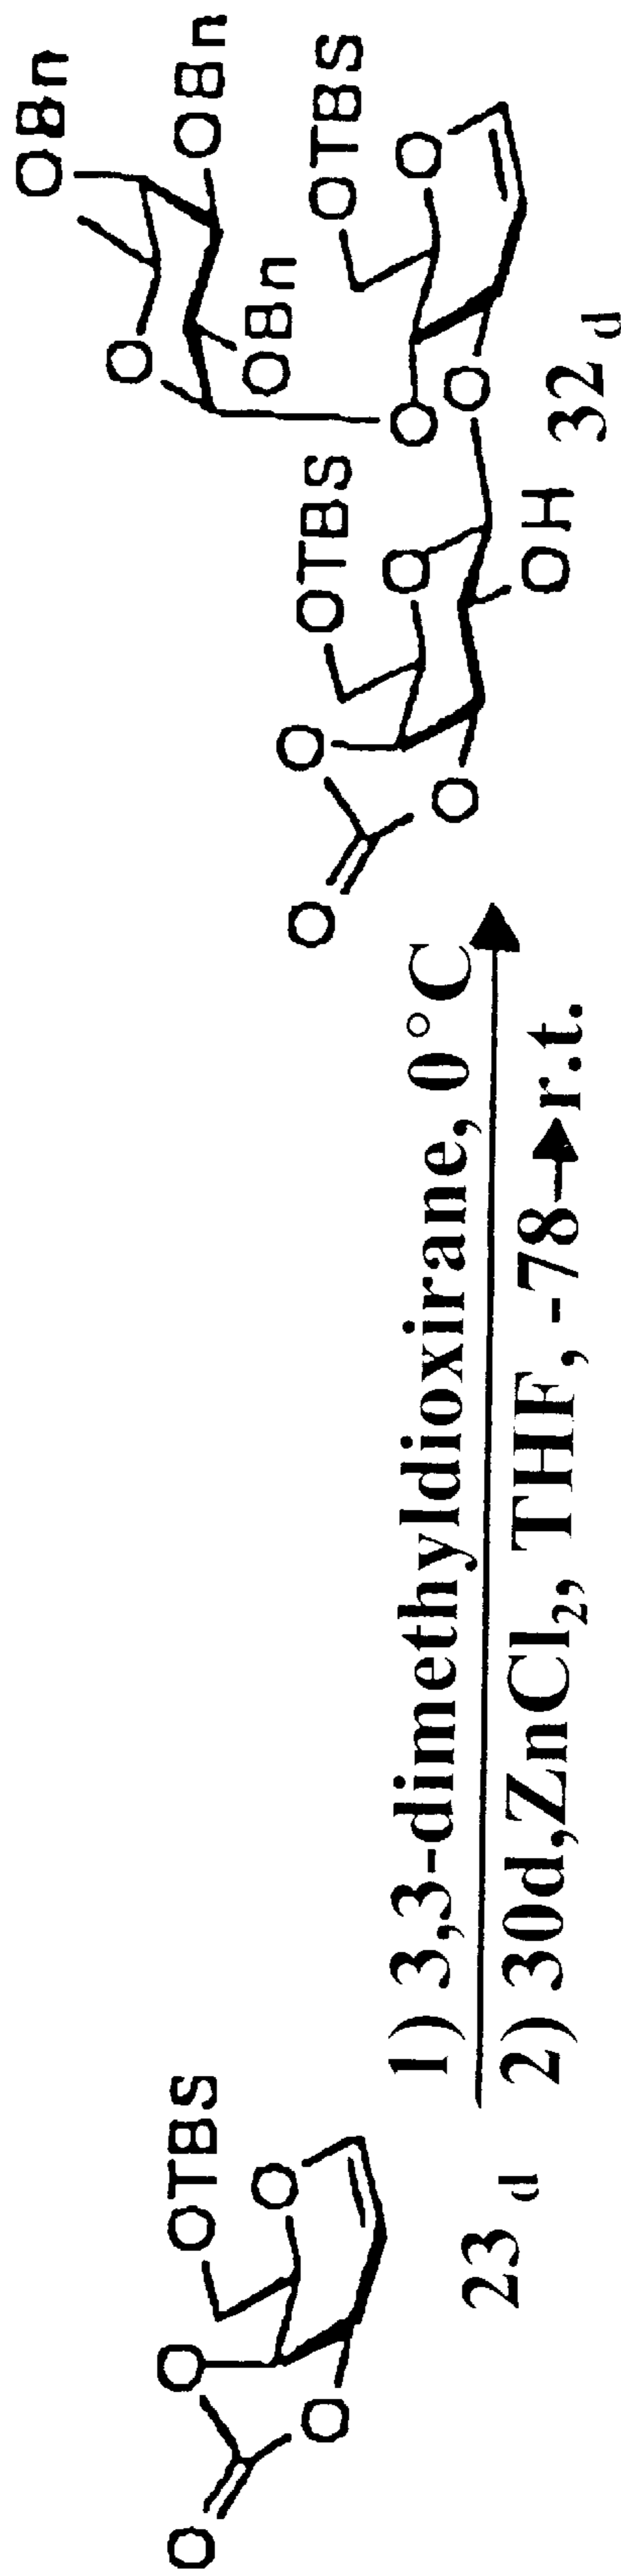 O
O
O
OTBS
O
23 d
1) 3,3-dimethyldioxirane, 0 °C
2) 30d,ZnCl2, THF, -78→r.t.
O
O
O
OTBS
O
OH
O
O
O
OBn
OBn
OBn
OTBS
O
32 d